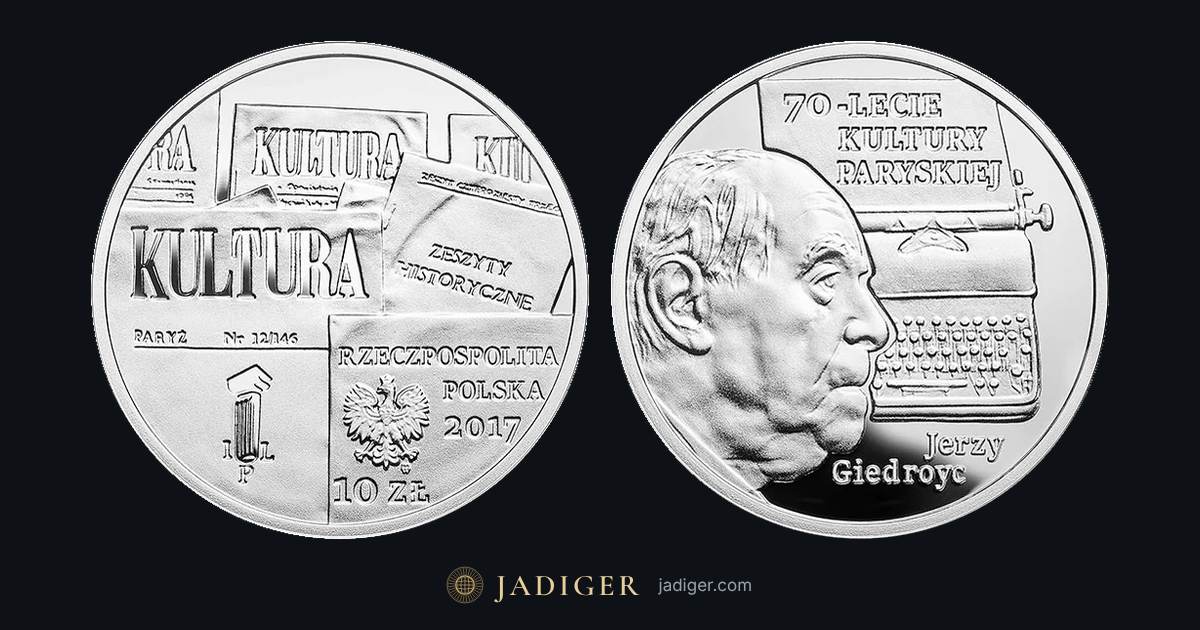 RA
KULTURA
KUL
ZESZYTY
HISTORYCZNE
KULTURA
PARYŻ Nr 12/146
I L
P
RZECZPOSPOLITA
POLSKA
2017
10 ZŁ
70-LECIE
KULTURY
PARYSKIEJ
Jerzy
Giedroyc
JADIGER jadiger.com